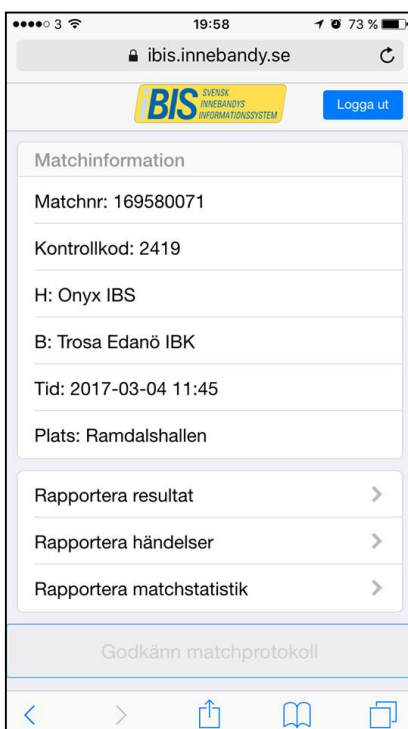 3 19:58 73 %
ibis.innebandy.se
BIS SVENSK
INNEBANDYS
INFORMATIONSSYSTEM
Logga ut
Matchinformation
Matchnr: 169580071
Kontrollkod: 2419
H: Onyx IBS
B: Trosa Edanö IBK
Tid: 2017-03-04 11:45
Plats: Ramdalshallen
Rapportera resultat
Rapportera händelser
Rapportera matchstatistik
Godkänn matchprotokoll